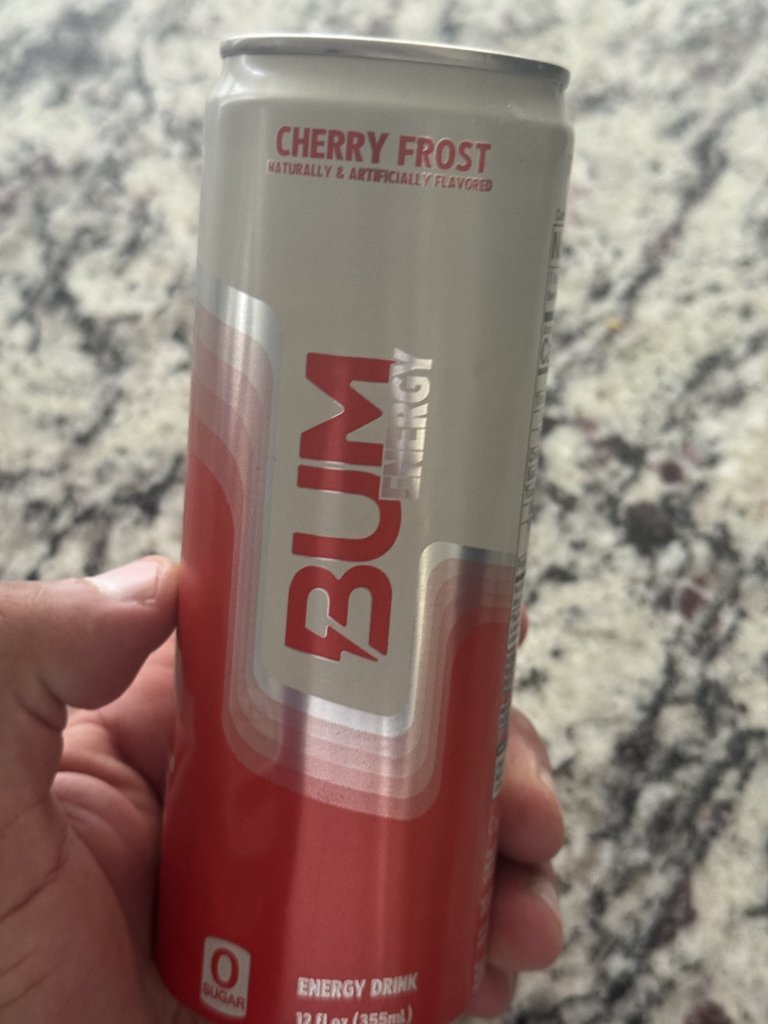 CHERRY FROST
NATURALLY & ARTIFICIALLY FLAVORED
BUM
ENERGY
0
SUGAR
ENERGY DRINK
12 fl oz (355mL)